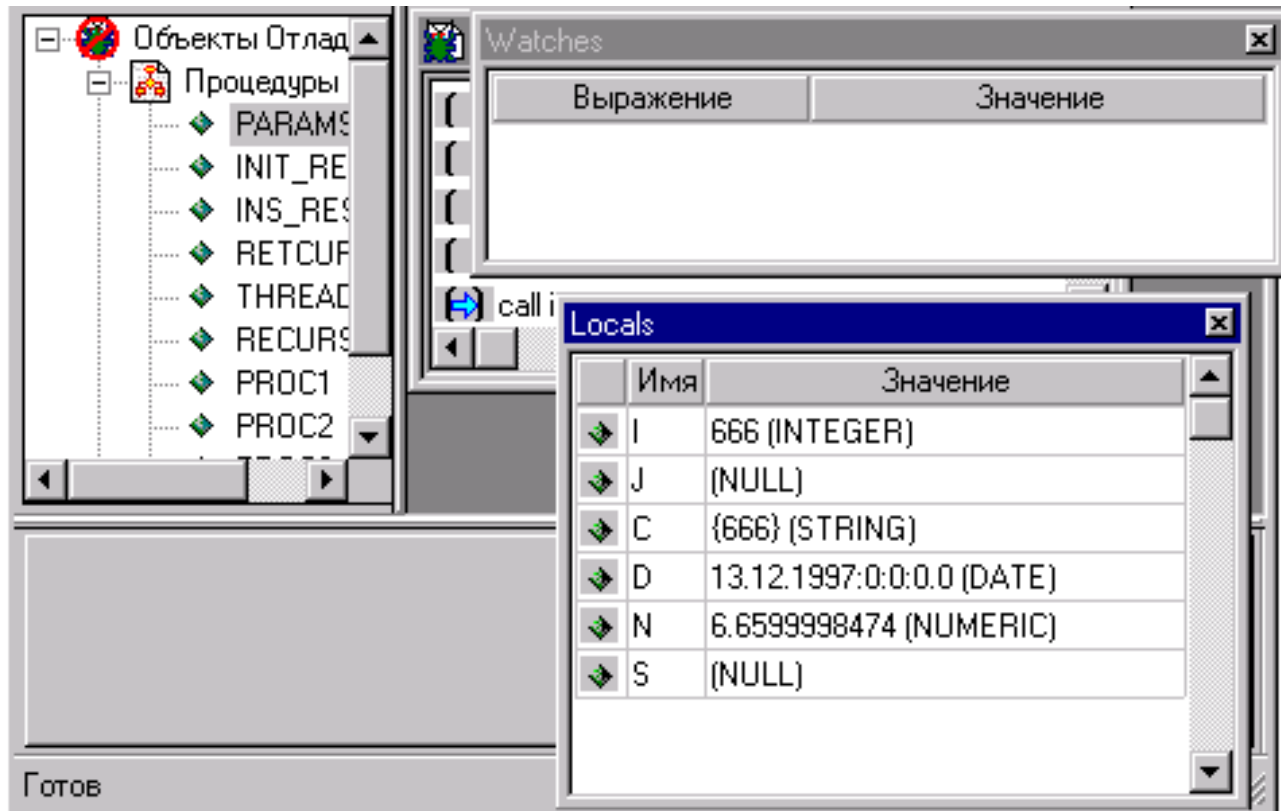 Объекты Отлад
Процедуры
PARAMS
INIT_RE
INS_RES
RETCUR
THREAD
RECURS
PROC1
PROC2
Watches
Выражение Значение
call i
Locals
Имя Значение
I 666 (INTEGER)
J (NULL)
C {666} (STRING)
D 13.12.1997:0:0:0.0 (DATE)
N 6.6599998474 (NUMERIC)
S (NULL)
Готов